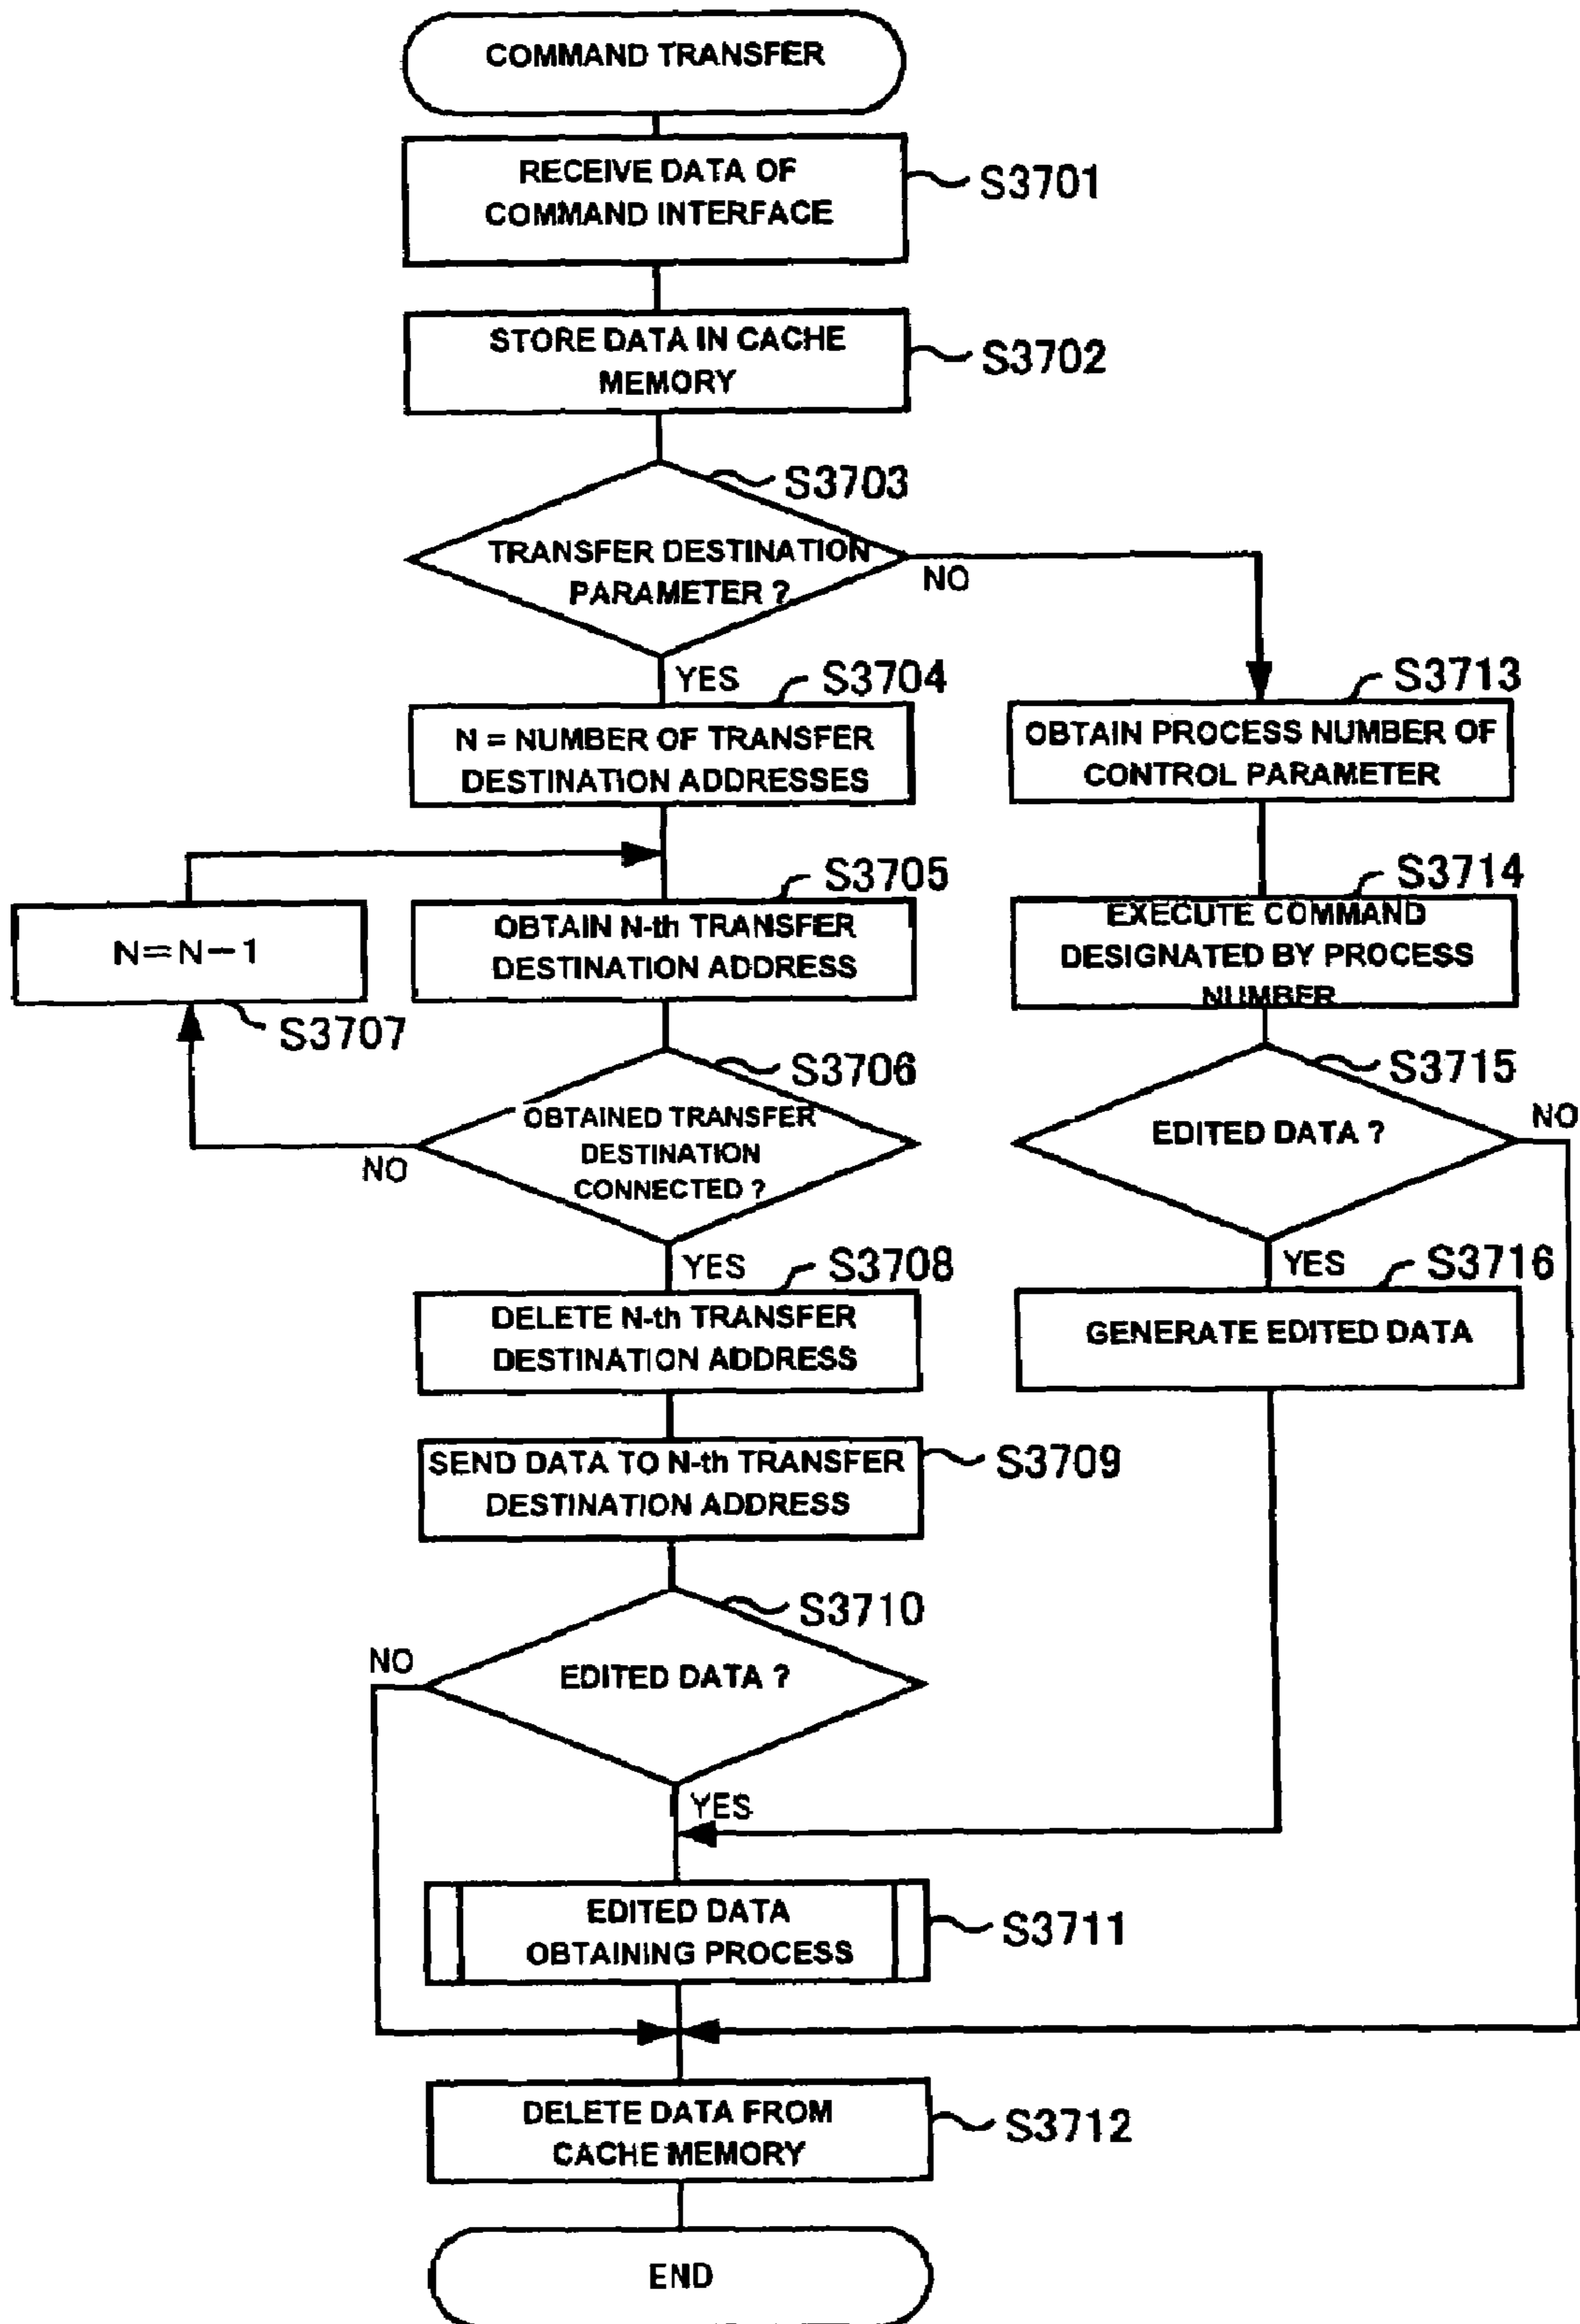 COMMAND TRANSFER
RECEIVE DATA OF
COMMAND INTERFACE
S3701
STORE DATA IN CACHE
MEMORY
S3702
S3703
TRANSFER DESTINATION
PARAMETER ?
NO
YES
S3704
N = NUMBER OF TRANSFER
DESTINATION ADDRESSES
S3713
OBTAIN PROCESS NUMBER OF
CONTROL PARAMETER
S3705
OBTAIN N-th TRANSFER
DESTINATION ADDRESS
N=N-1
S3707
S3714
EXECUTE COMMAND
DESIGNATED BY PROCESS
NUMBER
S3706
OBTAINED TRANSFER
DESTINATION
CONNECTED ?
NO
YES
S3715
EDITED DATA ?
NO
YES
S3708
DELETE N-th TRANSFER
DESTINATION ADDRESS
S3716
GENERATE EDITED DATA
SEND DATA TO N-th TRANSFER
DESTINATION ADDRESS
S3709
S3710
EDITED DATA ?
NO
YES
EDITED DATA
OBTAINING PROCESS
S3711
DELETE DATA FROM
CACHE MEMORY
S3712
END